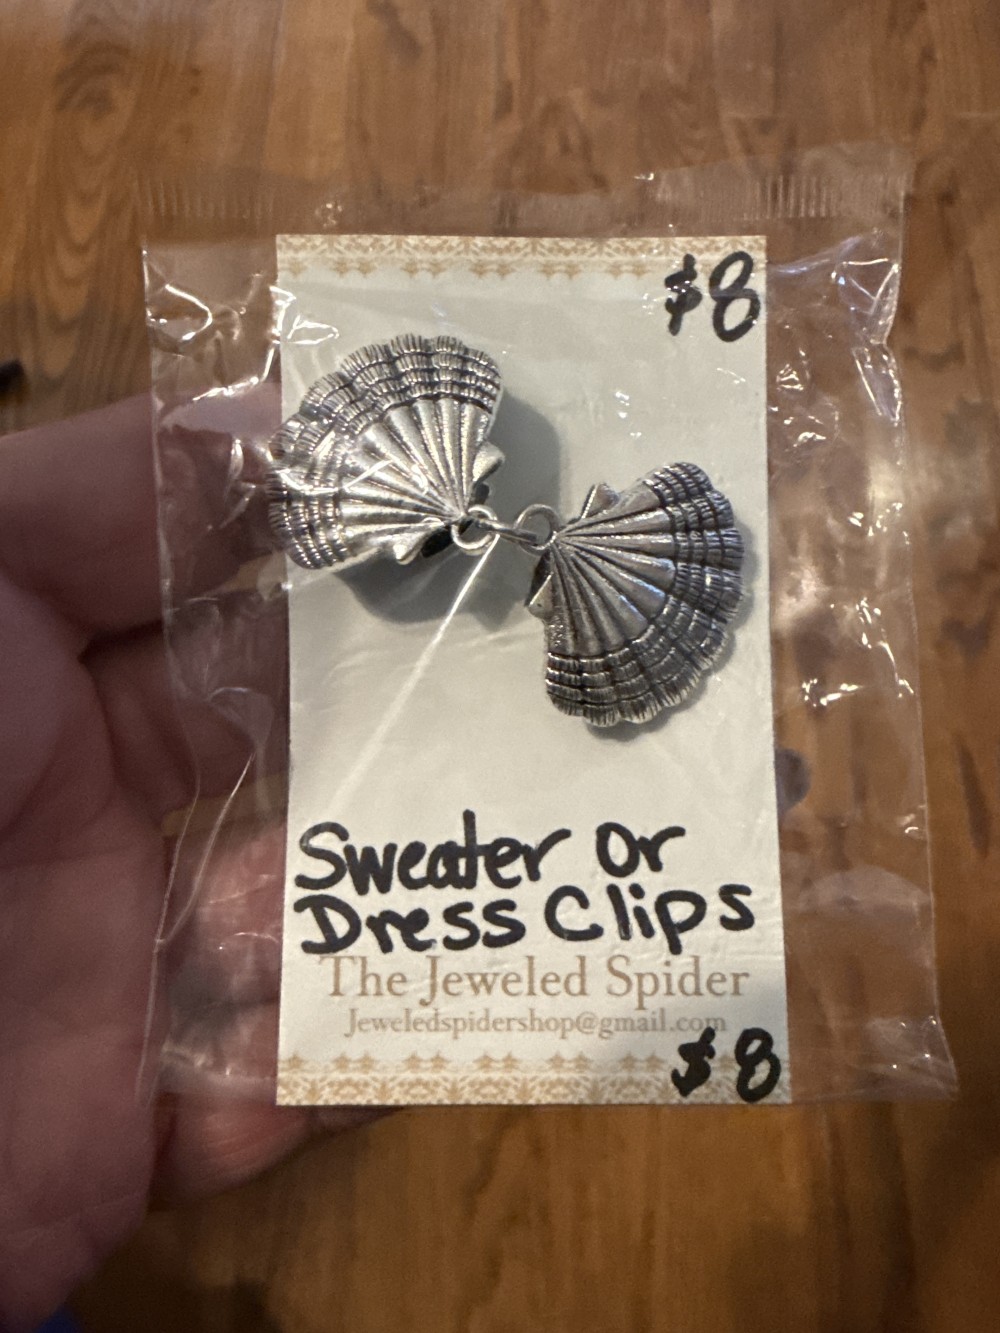 $8
Sweater Or
Dress Clips
The Jeweled Spider
Jeweledspidershop@gmail.com
$8